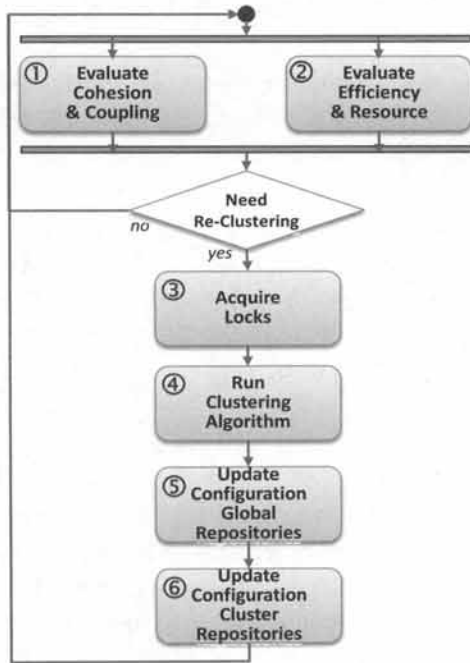 ① Evaluate
Cohesion
& Coupling
② Evaluate
Efficiency
& Resource
Need
Re-Clustering
no
yes
③ Acquire
Locks
④ Run
Clustering
Algorithm
⑤ Update
Configuration
Global
Repositories
⑥ Update
Configuration
Cluster
Repositories